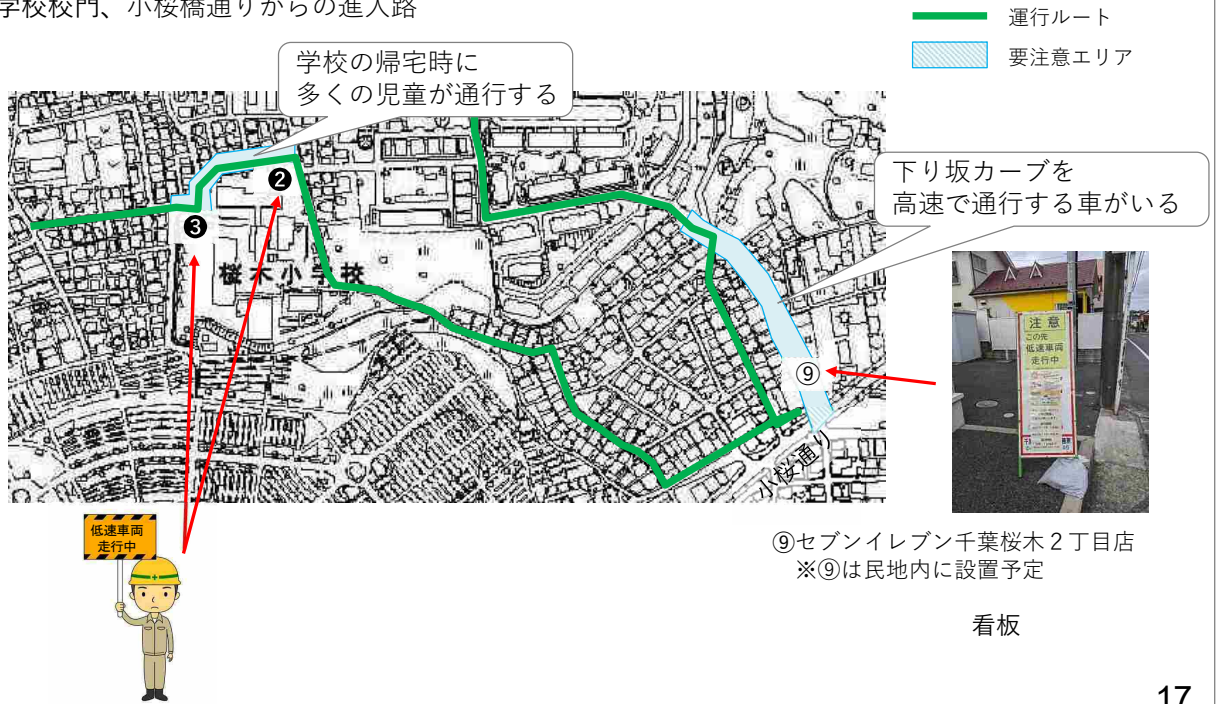 学校校門、小桜橋通りからの進入路
運行ルート
要注意エリア
学校の帰宅時に
多くの児童が通行する
下り坂カーブを
高速で通行する車がいる
❷
❸
桜木小学校
⑨
小桜通り
注意
この先
低速車両
走行中
低速車両
走行中
⑨セブンイレブン千葉桜木２丁目店
※⑨は民地内に設置予定
看板
17